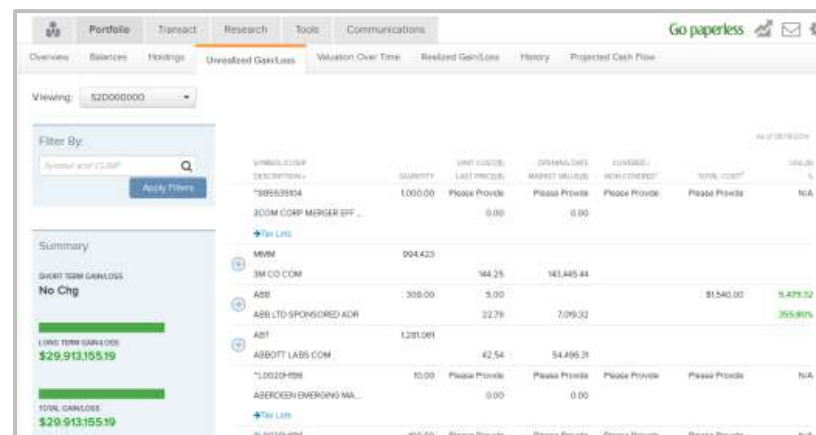 Portfolio Transact Research Tools Communications Go paperless
Overview Balances Holdings Unrealized Gain/Loss Valuation Over Time Realized Gain/Loss History Projected Cash Flow
Viewing: 52D000000
Filter By:
Symbol and CUSIP
Apply Filters
Summary
SHORT TERM GAIN/LOSS
No Chg
LONG TERM GAIN/LOSS
$29,913,155.19
TOTAL GAIN/LOSS
$29,913,155.19
SYMBOL/CUSIP UNIT COST($) OPENING DATE COVERED /
DESCRIPTION QUANTITY LAST PRICE($) MARKET VALUE($) NON COVERED TOTAL COST
1,000.00 Please Provide Please Provide Please Provide Please Provide N/A
3COM CORP MERGER EFF ... 0.00 0.00
Tax Lots
MMM 994.423
3M CO COM 144.25 143,445.44
ABB 308.00 5.00 $1,540.00 5,479.32
ABB LTD SPONSORED ADR 22.79 7,019.32 355.80%
ABT 1,281.061
ABBOTT LABS COM 42.54 54,496.31
10.00 Please Provide Please Provide Please Provide Please Provide N/A
ABERDEEN EMERGING MA... 0.00 0.00
Tax Lots